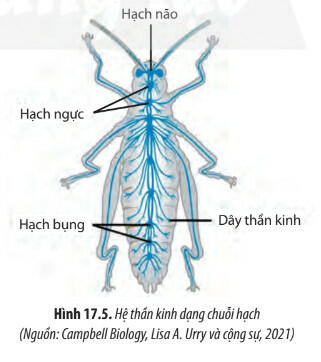 Hạch não
Hạch ngực
Hạch bụng
Dây thần kinh
Hình 17.5. Hệ thần kinh dạng chuỗi hạch
(Nguồn: Campbell Biology, Lisa A. Urry và cộng sự, 2021)